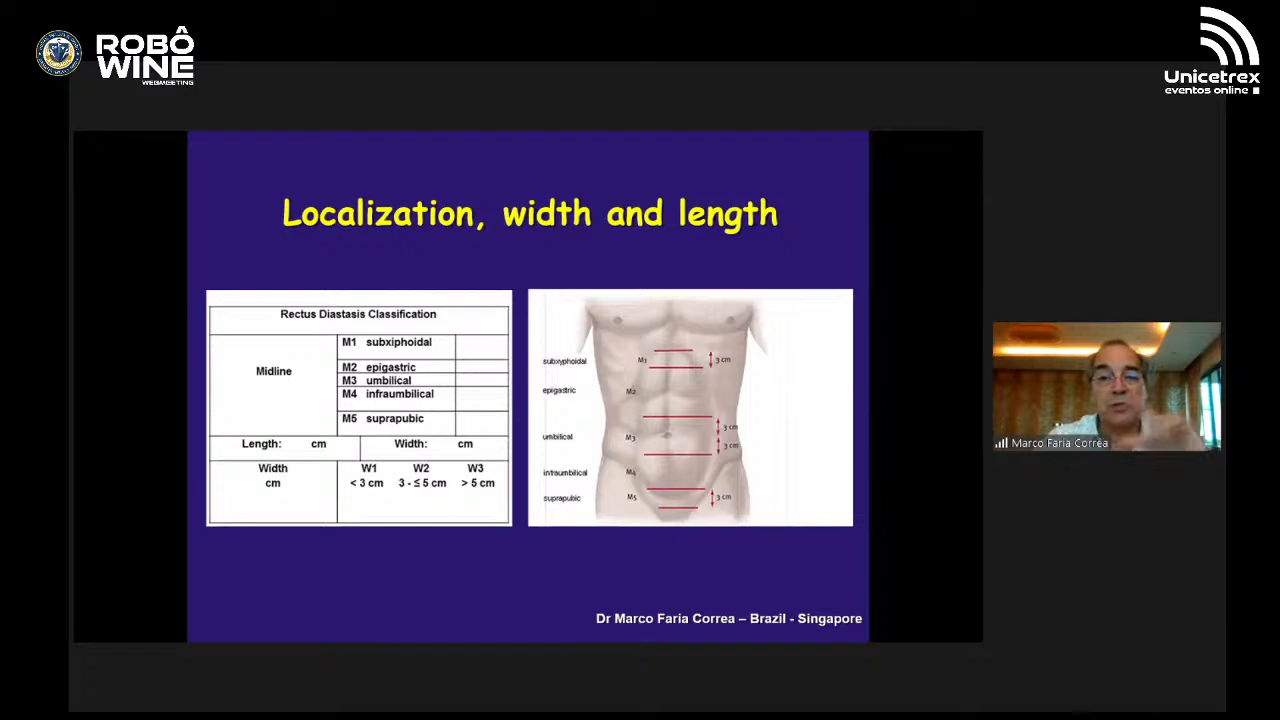 ROBÔ
WINE
WEBMEETING
Unicetrex
eventos online
Localization, width and length
Rectus Diastasis Classification
Midline
M1 subxiphoidal
M2 epigastric
M3 umbilical
M4 infraumbilical
M5 suprapubic
Length: cm Width: cm
Width W1 W2 W3
cm < 3 cm 3 - ≤ 5 cm > 5 cm
subxyphoidal M1 3 cm
epigastric M2
3 cm
umbilical M3 3 cm
infraumbilical M4
suprapubic M5 3 cm
Marco Faria Corrêa
Dr Marco Faria Correa – Brazil - Singapore